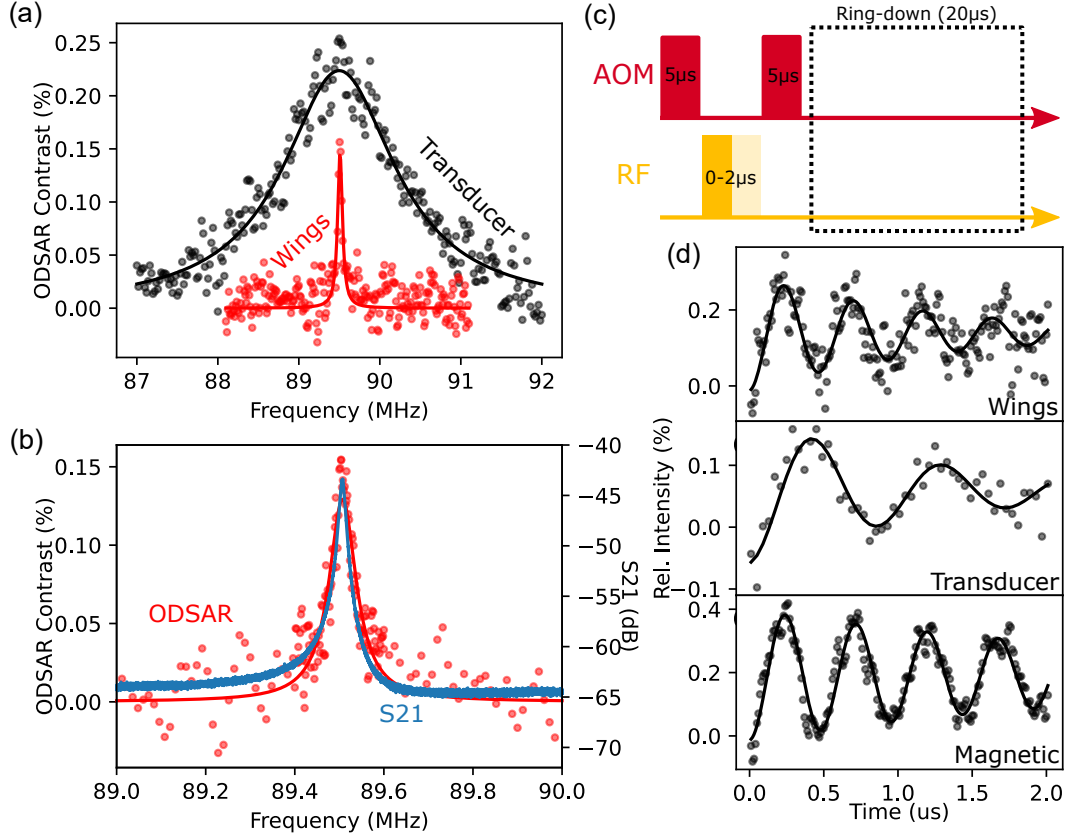 (a)
0.25
0.20
0.15
0.10
0.05
0.00
ODSAR Contrast (%)
Transducer
Wings
87 88 89 90 91 92
Frequency (MHz)
(b)
0.15
0.10
0.05
0.00
ODSAR Contrast (%)
ODSAR
S21
−40
−45
−50
−55
−60
−65
−70
S21 (dB)
89.0 89.2 89.4 89.6 89.8 90.0
Frequency (MHz)
(c)
Ring-down (20µs)
AOM
5µs
5µs
RF
0-2µs
(d)
0.2
0.0
Wings
0.1
0.0
−0.1
Transducer
0.4
0.2
0.0
Magnetic
Rel. Intensity (%)
0.0 0.5 1.0 1.5 2.0
Time (us)